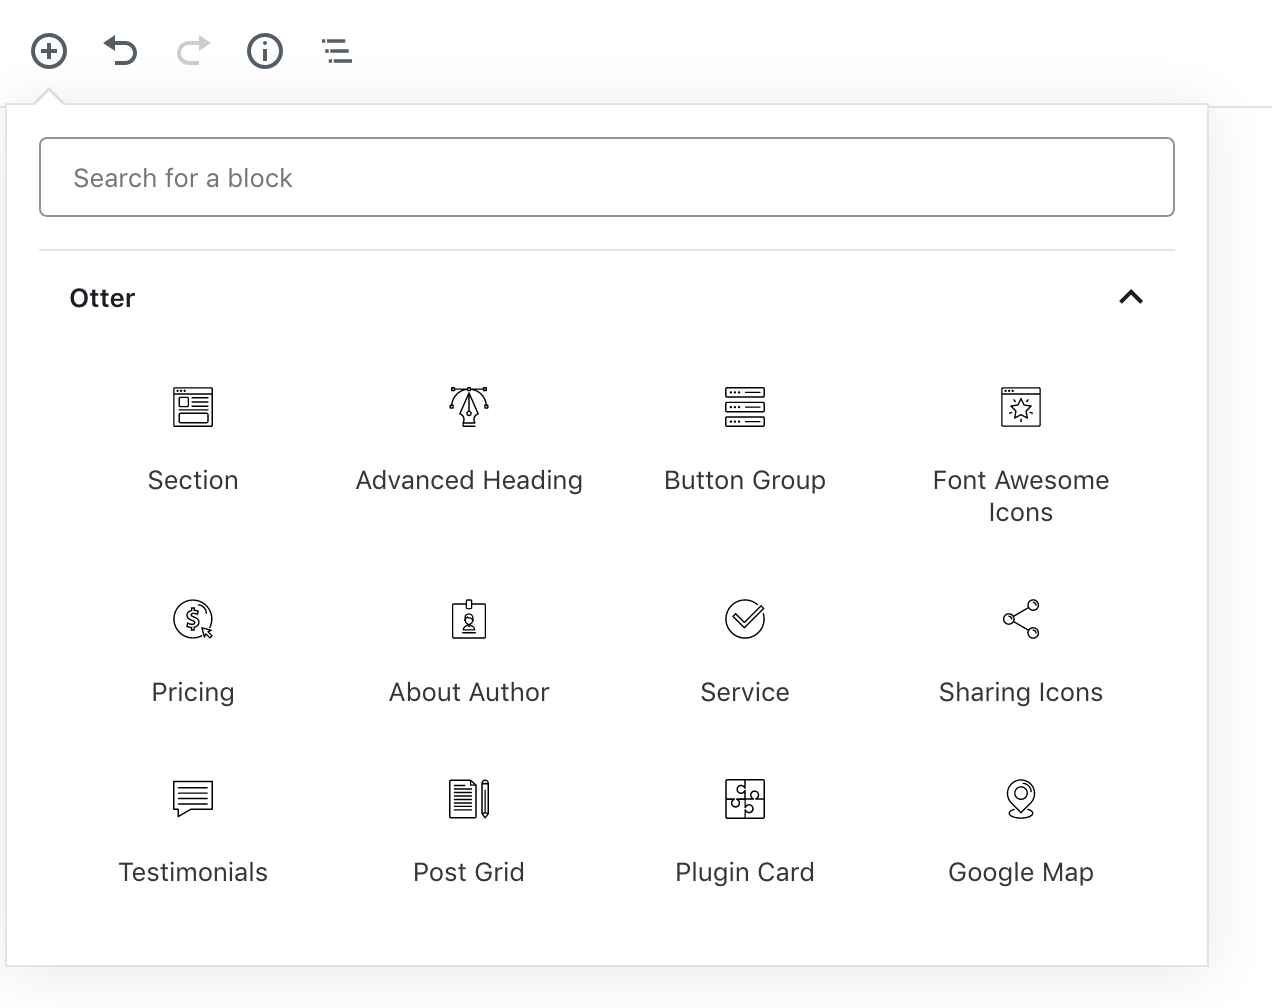 Search for a block
Otter
Section
Advanced Heading
Button Group
Font Awesome
Icons
Pricing
About Author
Service
Sharing Icons
Testimonials
Post Grid
Plugin Card
Google Map